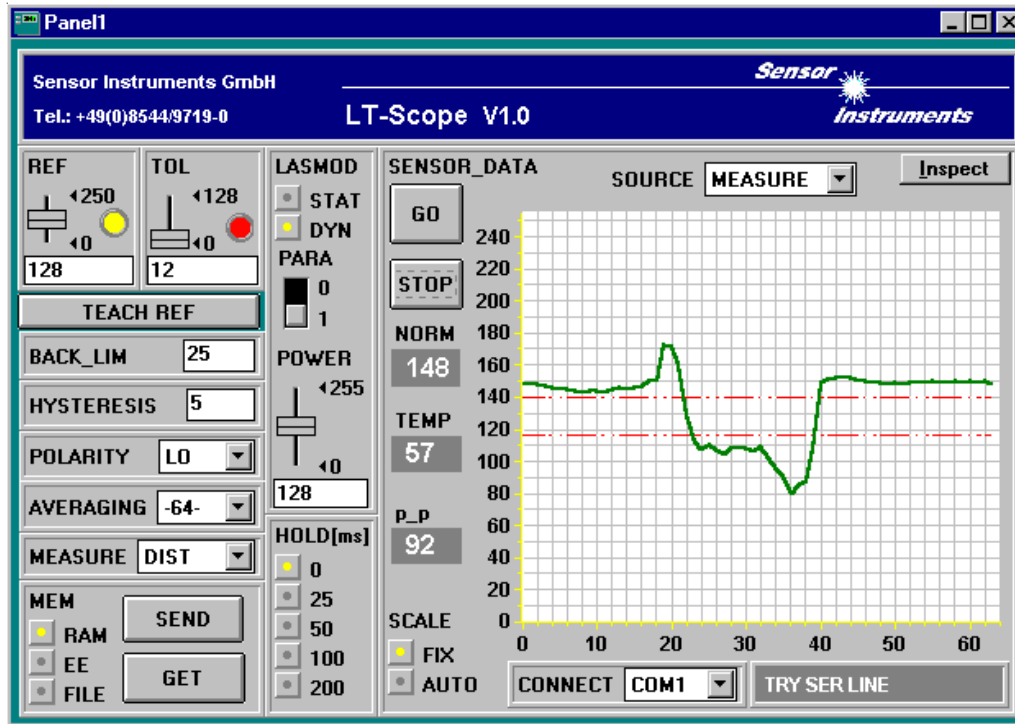 Panel1
Sensor Instruments GmbH
Tel.: +49(0)8544/9719-0
LT-Scope V1.0
Sensor
Instruments
REF
250
0
128
TOL
128
0
12
TEACH REF
BACK_LIM 25
HYSTERESIS 5
POLARITY LO
AVERAGING -64-
MEASURE DIST
MEM
RAM
EE
FILE
SEND
GET
LASMOD
STAT
DYN
PARA
0
1
POWER
255
0
128
HOLD[ms]
0
25
50
100
200
SENSOR_DATA
GO
STOP
NORM
148
TEMP
57
p_p
92
SCALE
FIX
AUTO
SOURCE MEASURE
Inspect
240
220
200
180
160
140
120
100
80
60
40
20
0
0 10 20 30 40 50 60
CONNECT COM1
TRY SER LINE